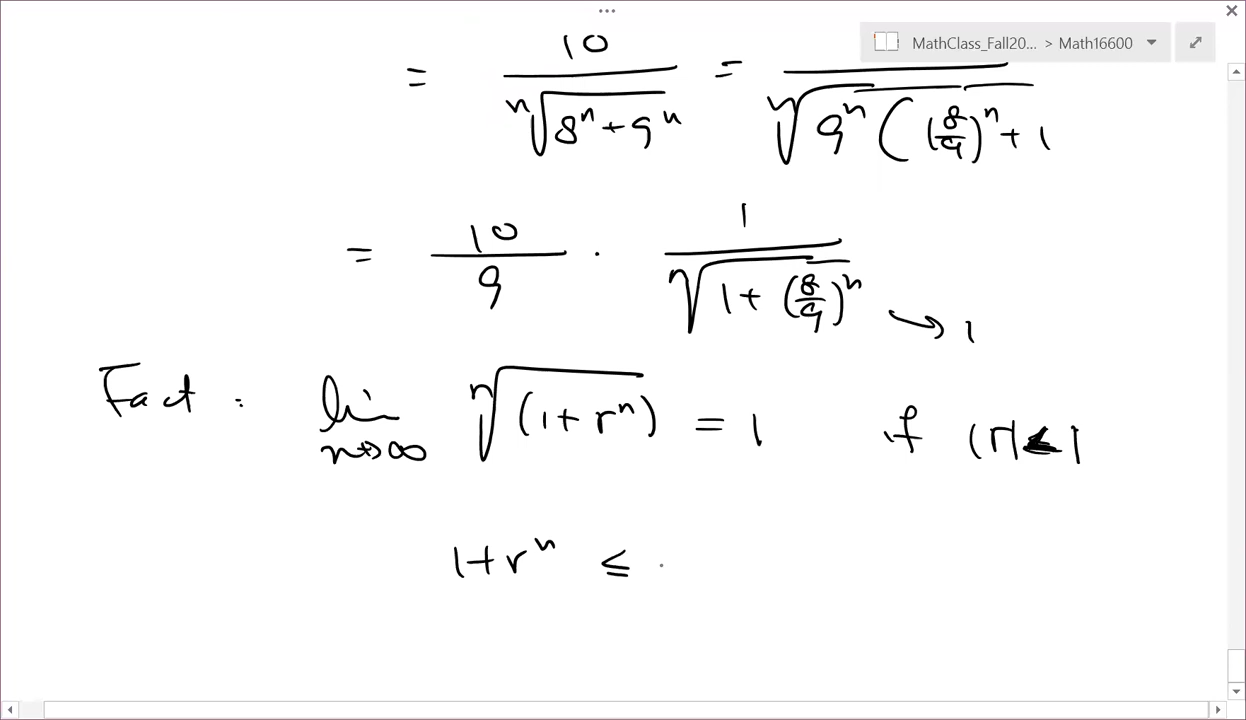 MathClass_Fall20... > Math16600
= 10 / ⁿ√(8ⁿ + 9ⁿ) = / ⁿ√(9ⁿ ((8/9)ⁿ + 1
= 10/9 · 1 / ⁿ√(1 + (8/9)ⁿ) → 1
Fact : lim n→∞ ⁿ√(1 + rⁿ) = 1 if |r| < 1
1 + rⁿ ≤